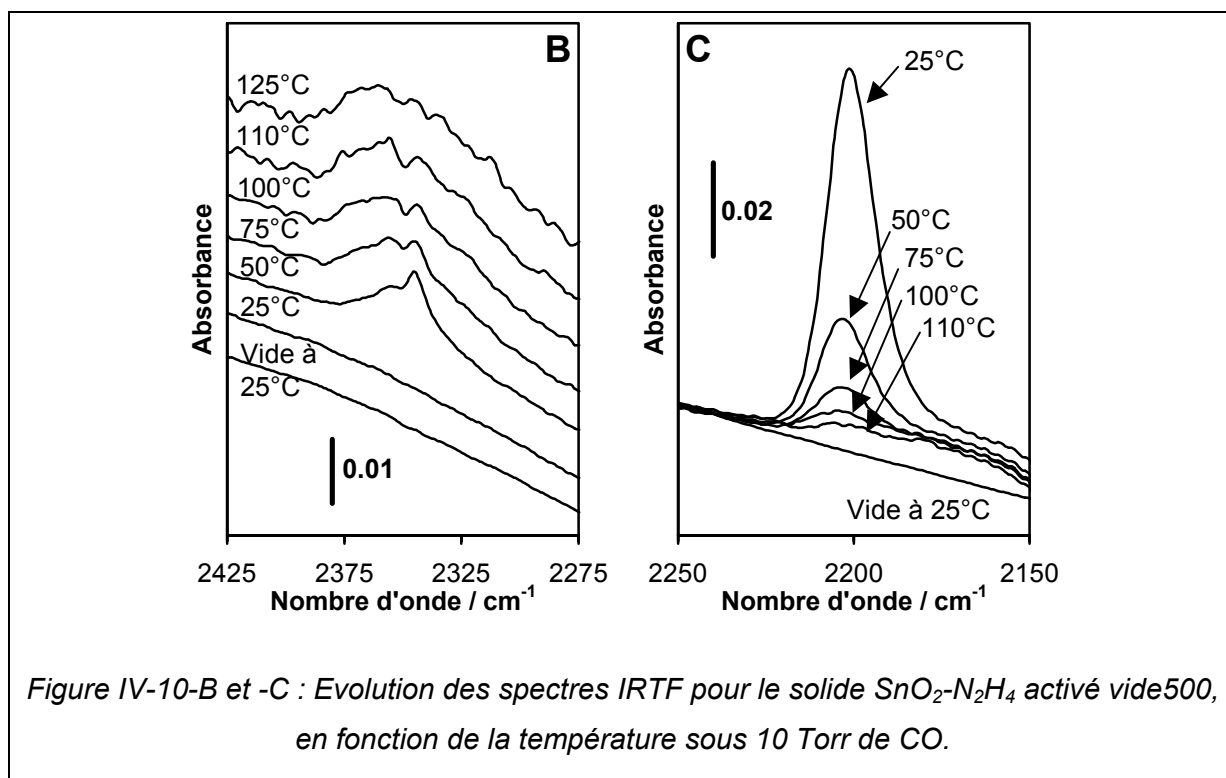 B
125°C
110°C
100°C
75°C
50°C
25°C
Vide à
25°C
0.01
Absorbance
2425 2375 2325 2275
Nombre d'onde / cm-1
C
25°C
50°C
75°C
100°C
110°C
0.02
Vide à 25°C
Absorbance
2250 2200 2150
Nombre d'onde / cm-1
Figure IV-10-B et -C : Evolution des spectres IRTF pour le solide SnO2-N2H4 activé vide500,
en fonction de la température sous 10 Torr de CO.